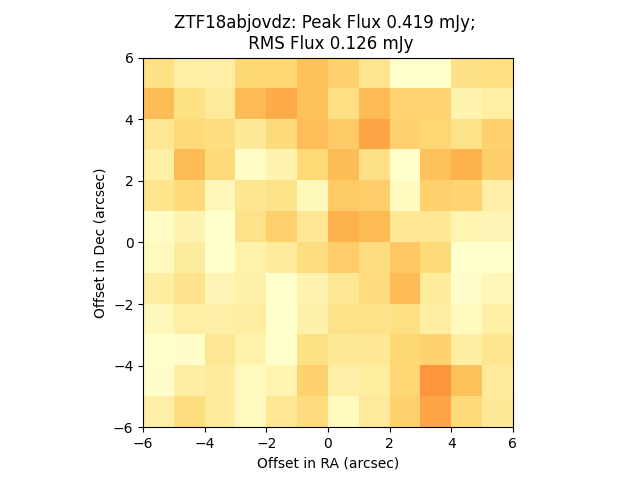 ZTF18abjovdz: Peak Flux 0.419 mJy;
RMS Flux 0.126 mJy
6
4
2
0
−2
−4
−6
Offset in Dec (arcsec)
−6 −4 −2 0 2 4 6
Offset in RA (arcsec)